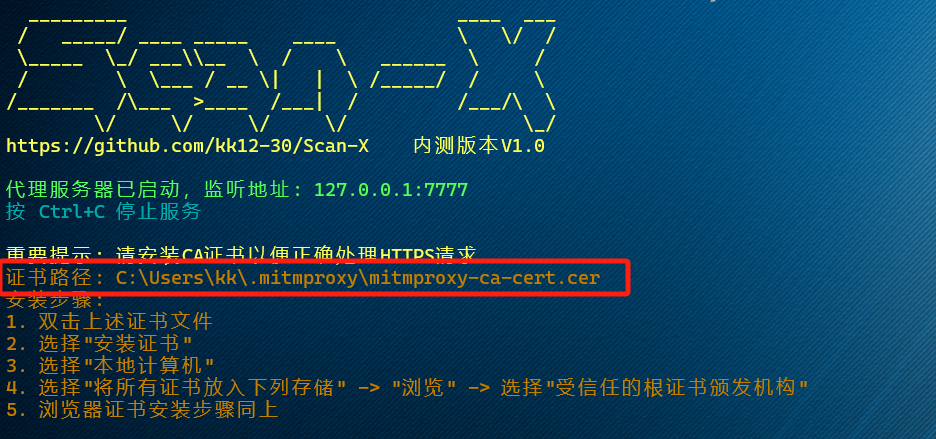 Scan-X
https://github.com/kk12-30/Scan-X 内测版本V1.0
代理服务器已启动, 监听地址: 127.0.0.1:7777
按 Ctrl+C 停止服务
重要提示: 请安装CA证书以便正确处理HTTPS请求
证书路径: C:\Users\kk\.mitmproxy\mitmproxy-ca-cert.cer
安装步骤:
1. 双击上述证书文件
2. 选择"安装证书"
3. 选择"本地计算机"
4. 选择"将所有证书放入下列存储" -> "浏览" -> 选择"受信任的根证书颁发机构"
5. 浏览器证书安装步骤同上